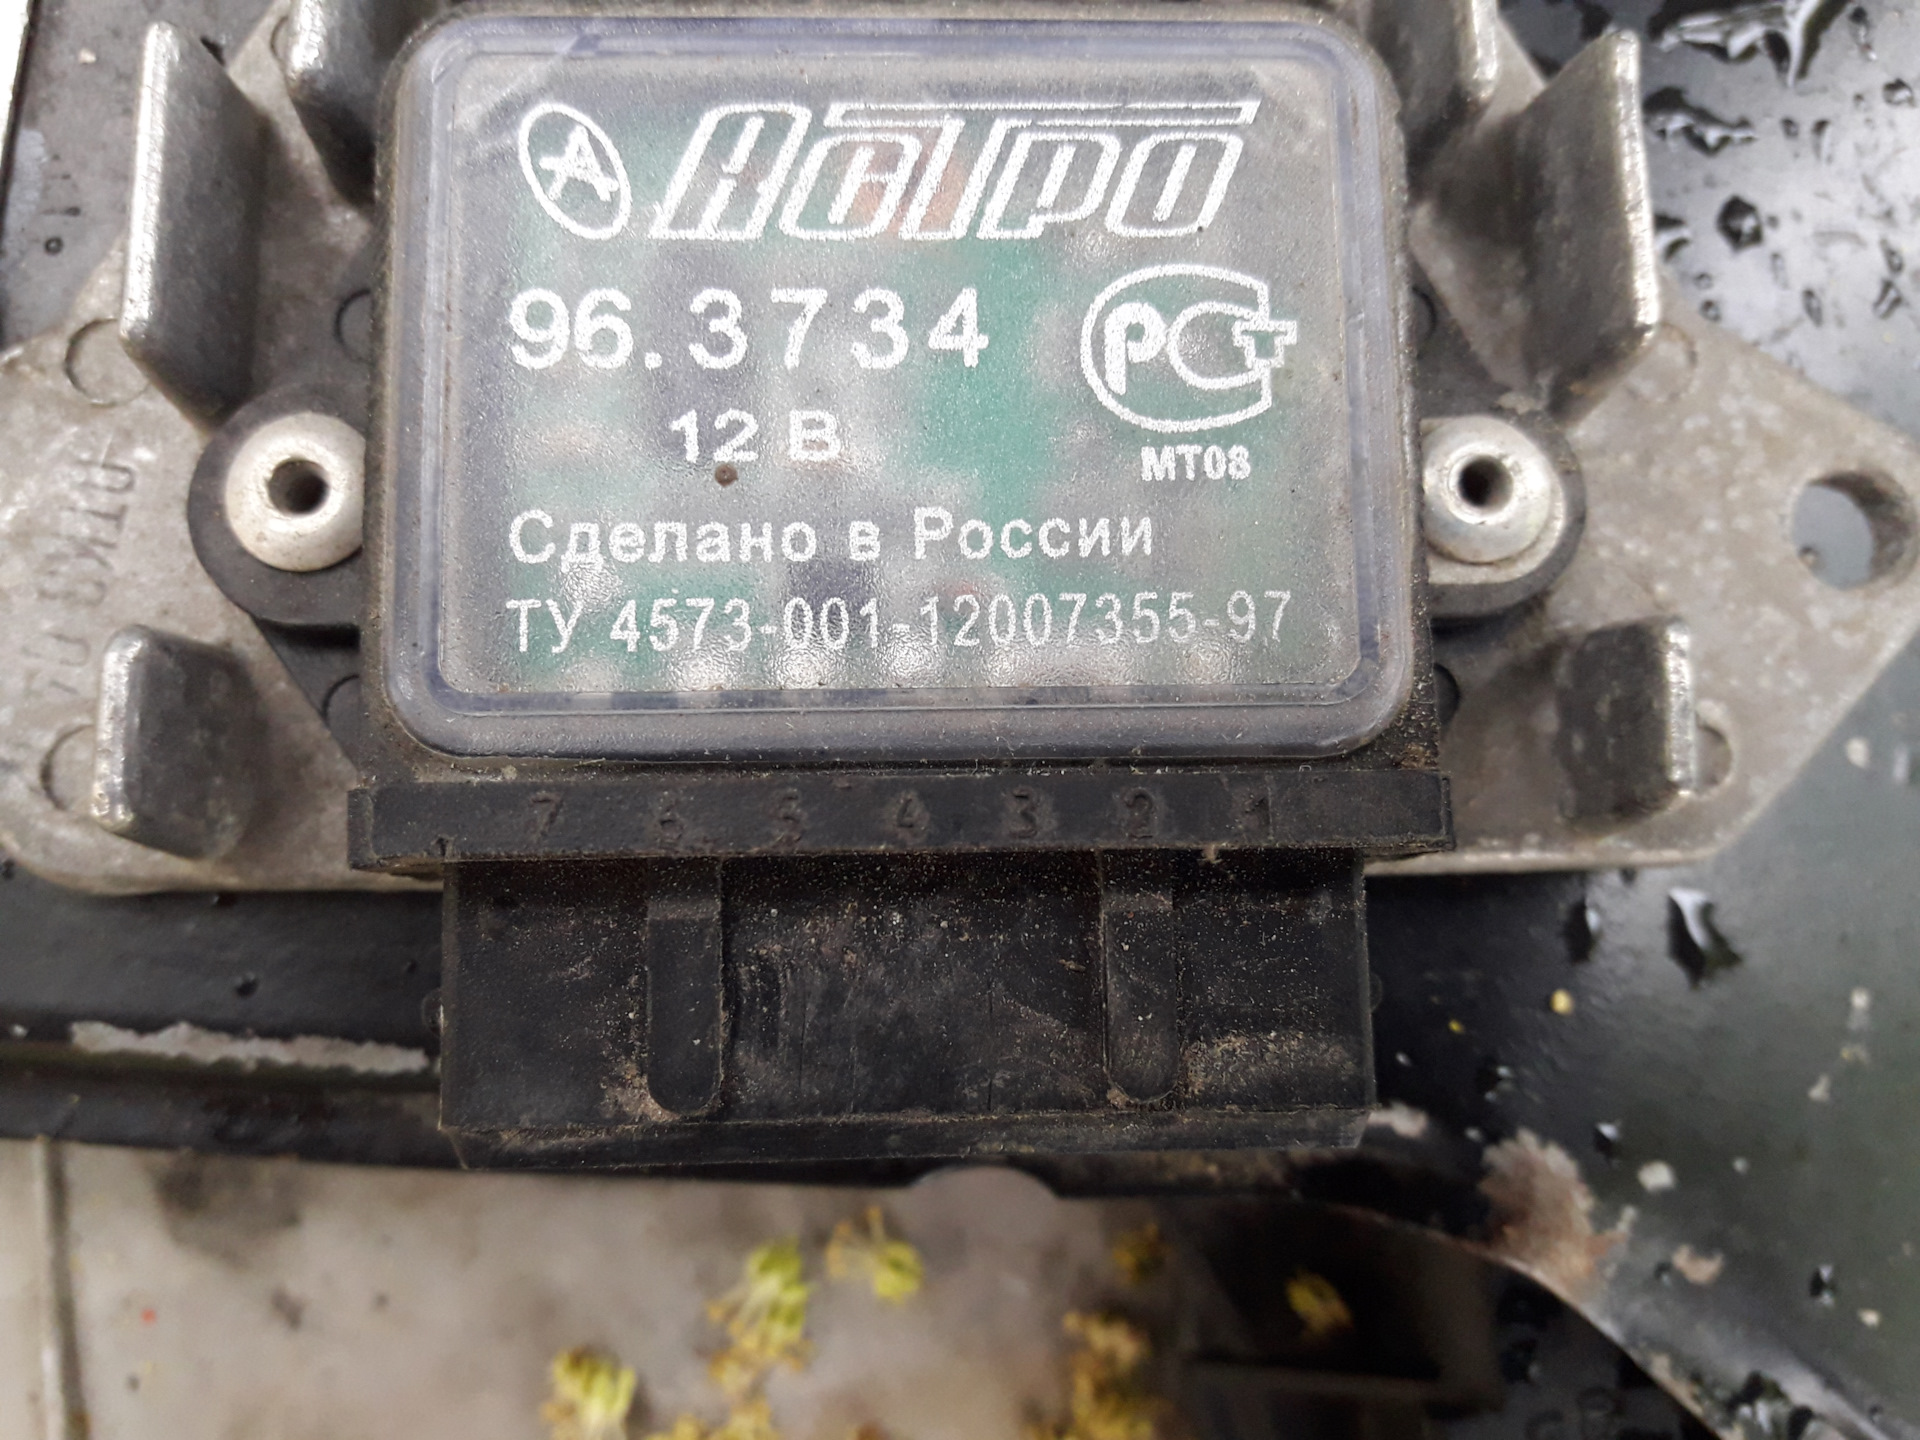 Астро
96.3734
РСТ
12 В
МТ08
Сделано в России
ТУ 4573-001-12007355-97
7 6 5 4 3 2 1